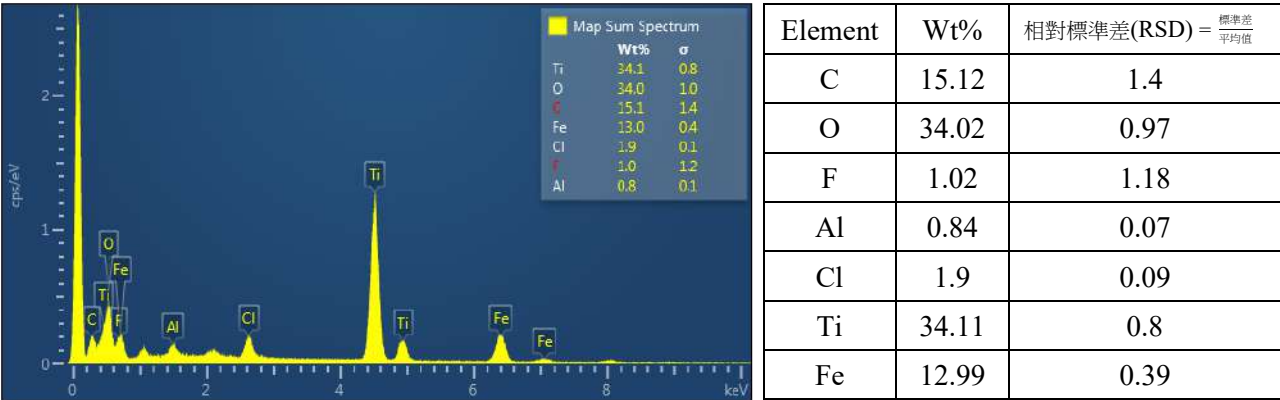 Map Sum Spectrum
Wt% σ
Ti 34.1 0.8
O 34.0 1.0
C 15.1 1.4
Fe 13.0 0.4
Cl 1.9 0.1
F 1.0 1.2
Al 0.8 0.1
cps/eV
2
1
0
O
Fe
Ti
C
F
Al
Cl
Ti
Ti
Fe
Fe
0 2 4 6 8 keV
Element Wt% 相對標準差(RSD) = 標準差/平均值
C 15.12 1.4
O 34.02 0.97
F 1.02 1.18
Al 0.84 0.07
Cl 1.9 0.09
Ti 34.11 0.8
Fe 12.99 0.39